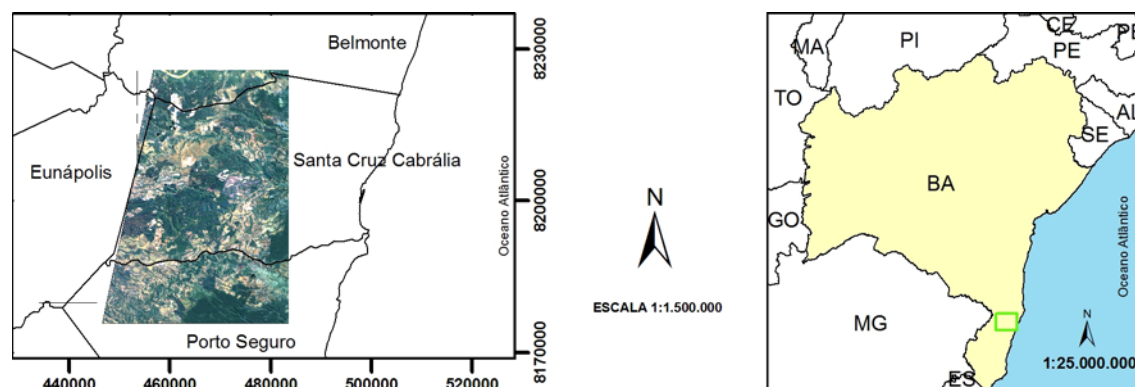 Belmonte
Eunápolis
Santa Cruz Cabrália
Porto Seguro
Oceano Atlântico
8230000
8200000
8170000
440000 460000 480000 500000 520000
N
ESCALA 1:1.500.000
MA
PI
CE
PE
PE
TO
AL
SE
BA
GO
MG
ES
Oceano Atlântico
N
1:25.000.000